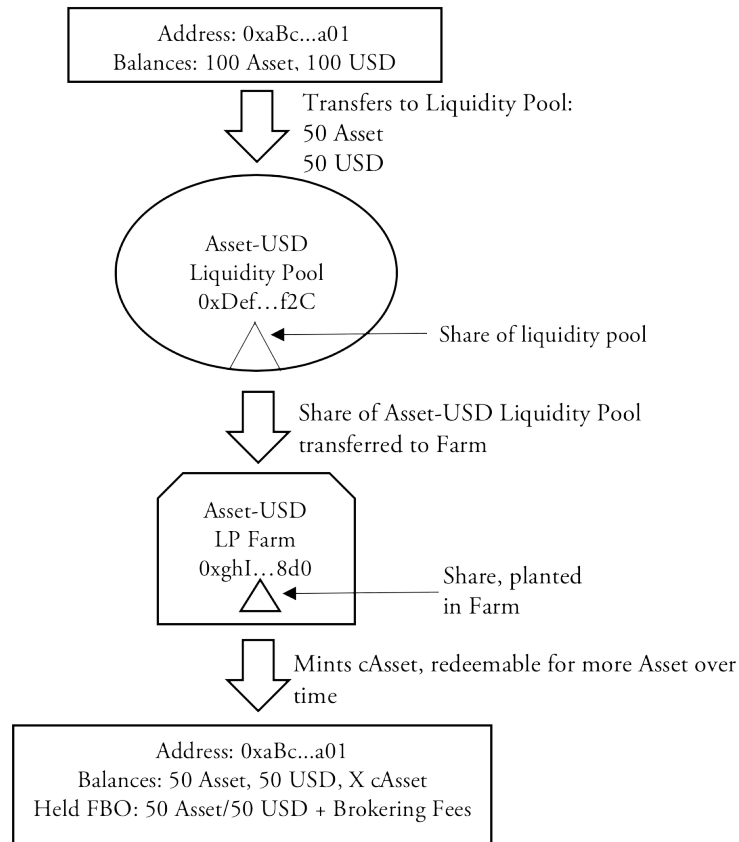 Address: 0xaBc...a01
Balances: 100 Asset, 100 USD
Transfers to Liquidity Pool:
50 Asset
50 USD
Asset-USD
Liquidity Pool
0xDef...f2C
Share of liquidity pool
Share of Asset-USD Liquidity Pool
transferred to Farm
Asset-USD
LP Farm
0xghI...8d0
Share, planted
in Farm
Mints cAsset, redeemable for more Asset over
time
Address: 0xaBc...a01
Balances: 50 Asset, 50 USD, X cAsset
Held FBO: 50 Asset/50 USD + Brokering Fees